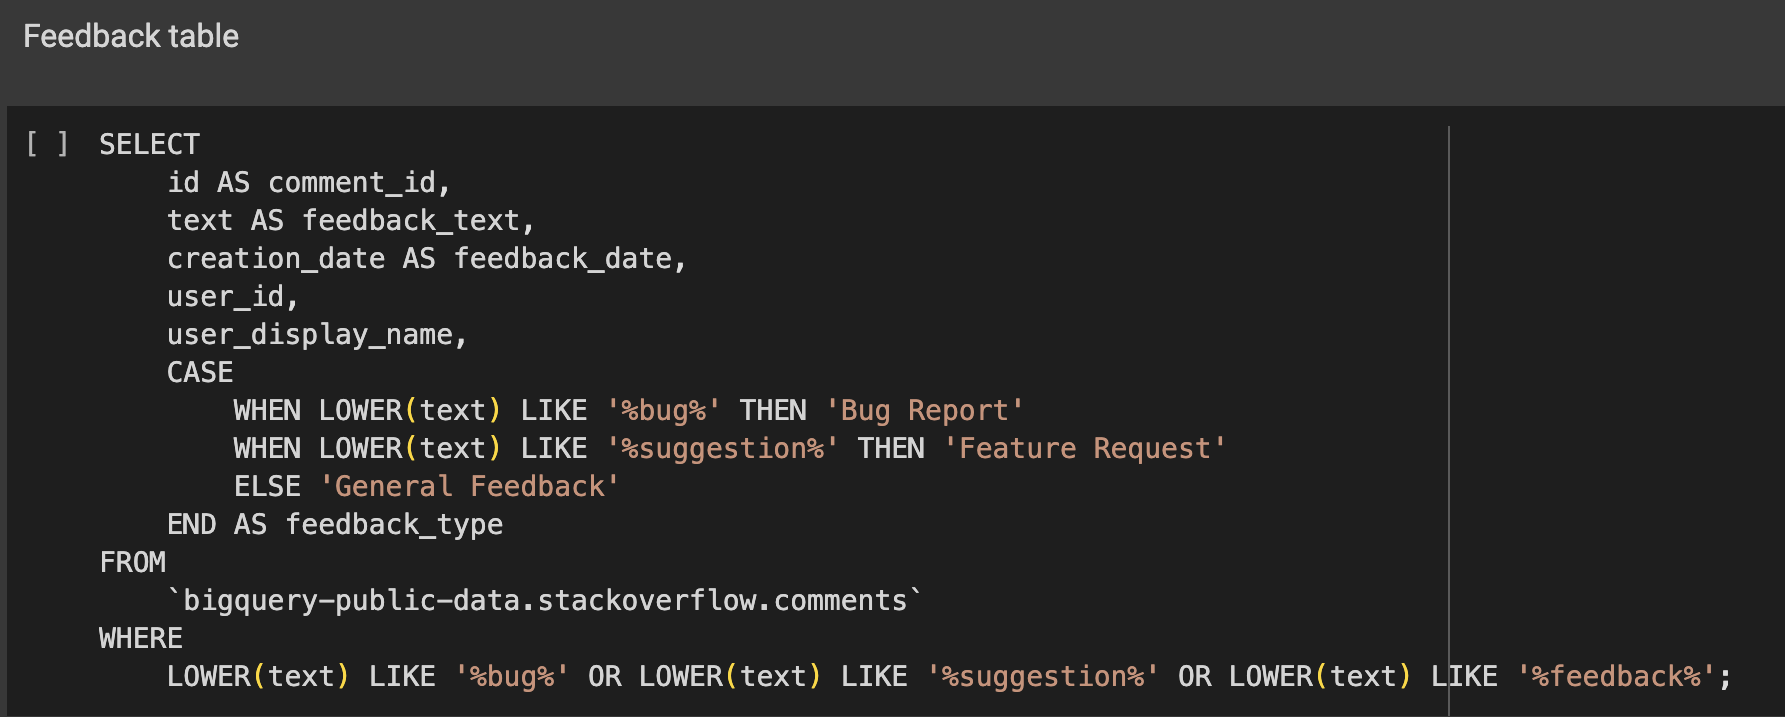 Feedback table
[ ] SELECT
id AS comment_id,
text AS feedback_text,
creation_date AS feedback_date,
user_id,
user_display_name,
CASE
WHEN LOWER(text) LIKE '%bug%' THEN 'Bug Report'
WHEN LOWER(text) LIKE '%suggestion%' THEN 'Feature Request'
ELSE 'General Feedback'
END AS feedback_type
FROM
`bigquery-public-data.stackoverflow.comments`
WHERE
LOWER(text) LIKE '%bug%' OR LOWER(text) LIKE '%suggestion%' OR LOWER(text) LIKE '%feedback%';